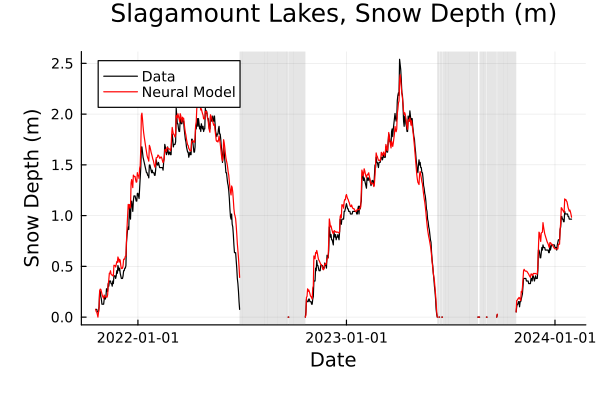 Slagamount Lakes, Snow Depth (m)
Snow Depth (m)
2.5
2.0
1.5
1.0
0.5
0.0
Data
Neural Model
2022-01-01
2023-01-01
2024-01-01
Date